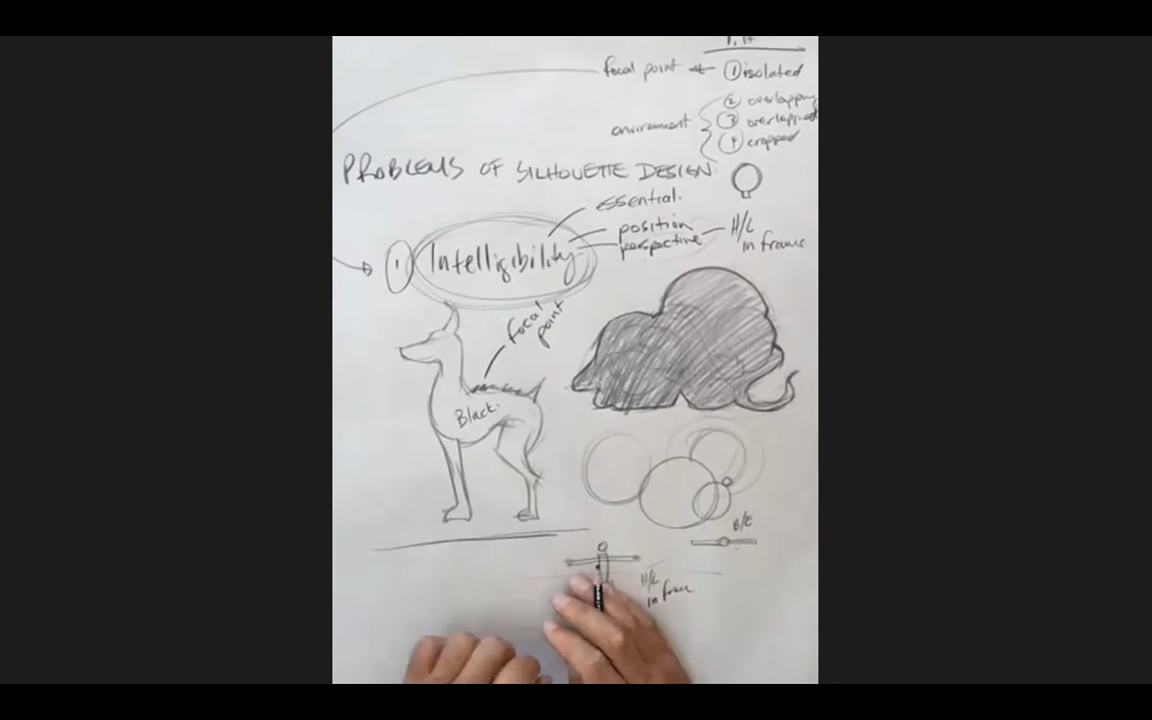 focal point ← ① isolated
② overlapping
environment ③ overlapped
④ cropped
PROBLEMS OF SILHOUETTE DESIGN
essential.
position
① Intelligibility
perspective - H/L
in frame
focal
point
Black.
B/E
H/L
in frame